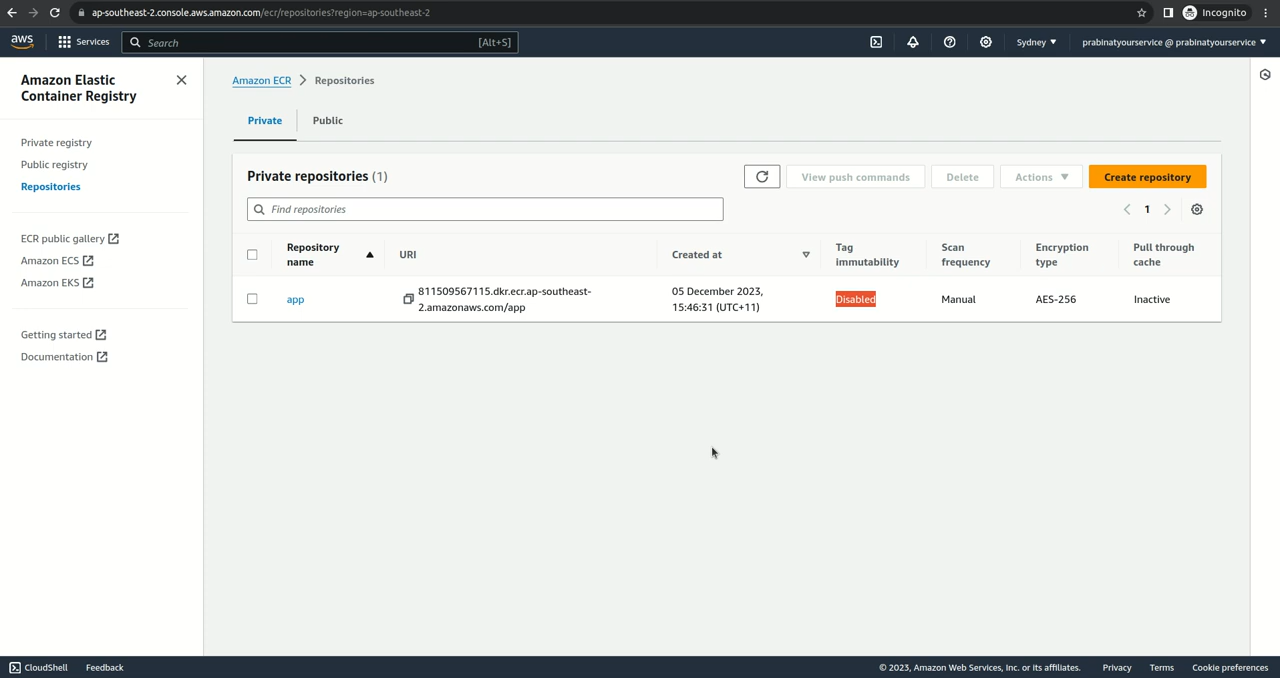 ap-southeast-2.console.aws.amazon.com/ecr/repositories?region=ap-southeast-2
Incognito
aws
Services
Search
[Alt+S]
Sydney
prabinatyourservice @ prabinatyourservice
Amazon Elastic
Container Registry
Private registry
Public registry
Repositories
ECR public gallery
Amazon ECS
Amazon EKS
Getting started
Documentation
Amazon ECR
Repositories
Private
Public
Private repositories (1)
View push commands
Delete
Actions
Create repository
Find repositories
1
Repository
name
URI
Created at
Tag
immutability
Scan
frequency
Encryption
type
Pull through
cache
app
811509567115.dkr.ecr.ap-southeast-
2.amazonaws.com/app
05 December 2023,
15:46:31 (UTC+11)
Disabled
Manual
AES-256
Inactive
CloudShell
Feedback
© 2023, Amazon Web Services, Inc. or its affiliates.
Privacy
Terms
Cookie preferences